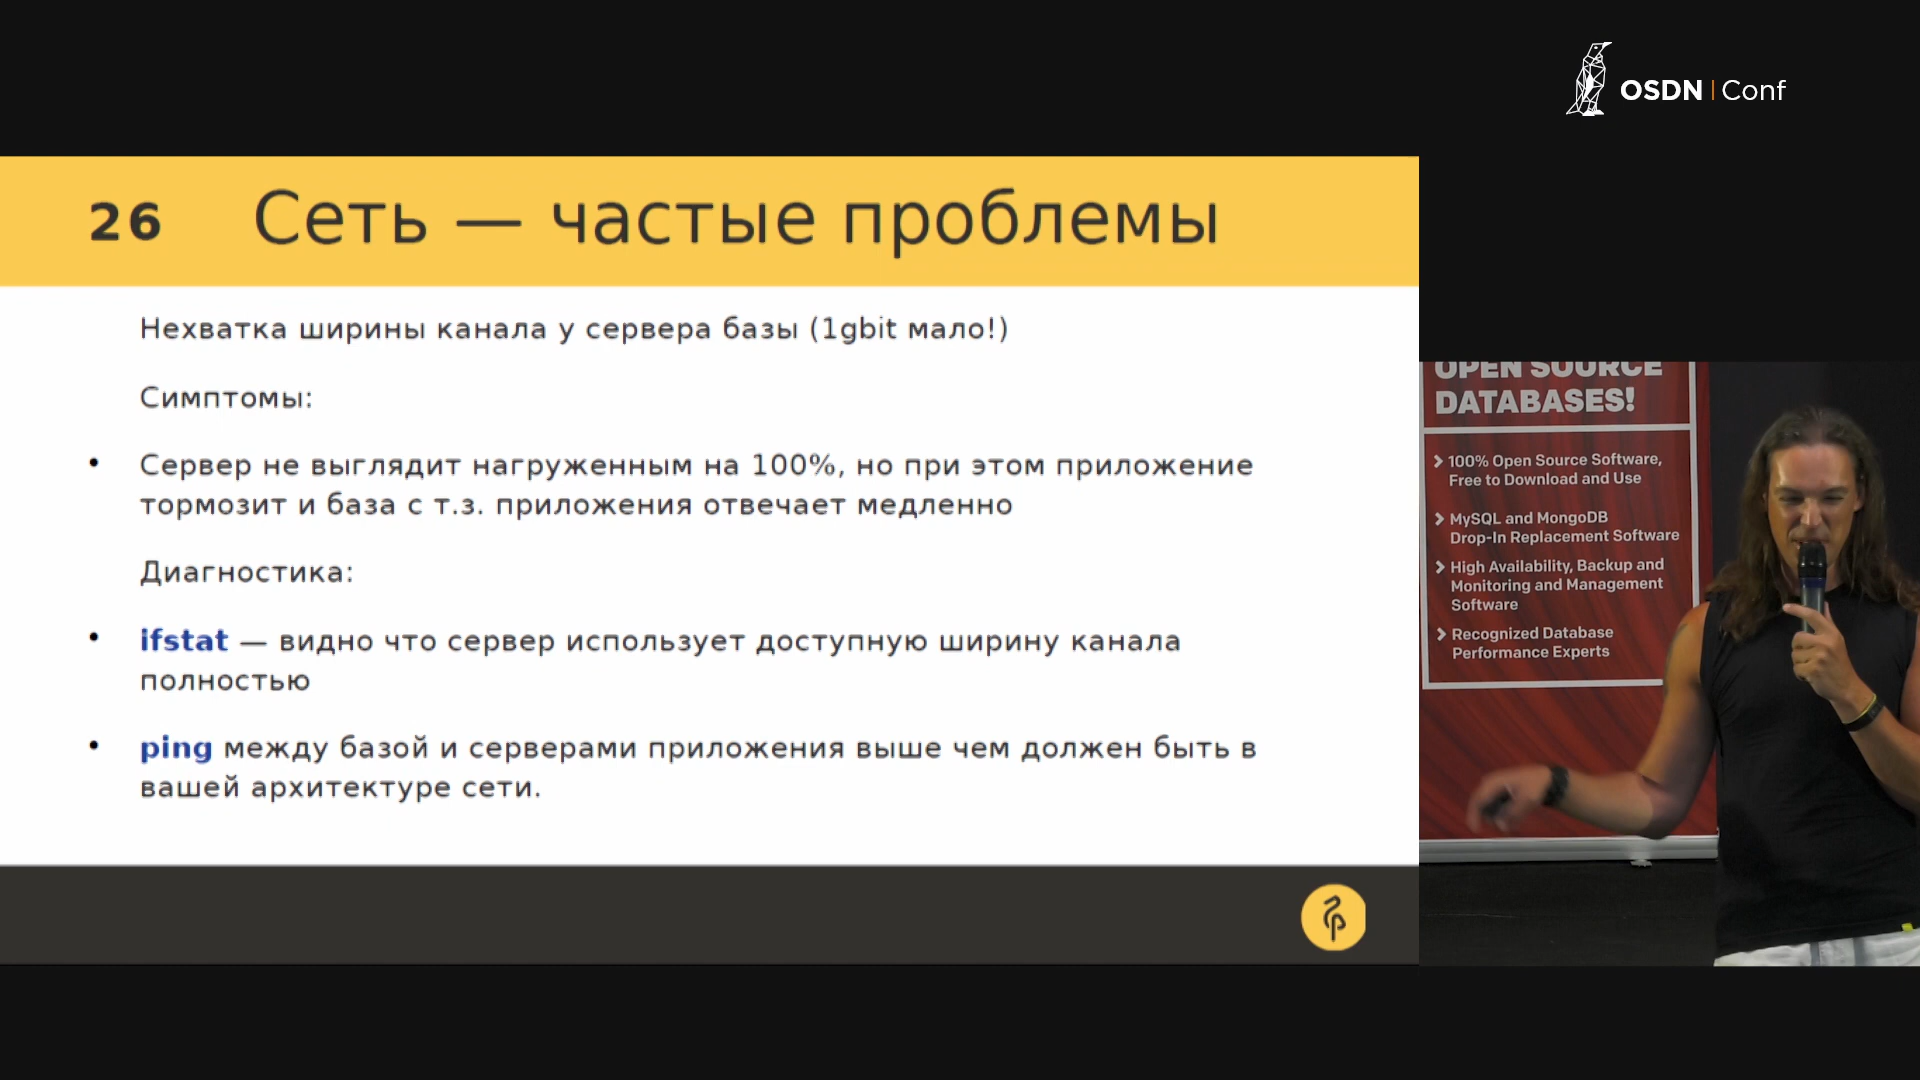 OSDN | Conf
26 Сеть — частые проблемы
Нехватка ширины канала у сервера базы (1gbit мало!)
Симптомы:
• Сервер не выглядит нагруженным на 100%, но при этом приложение
тормозит и база с т.з. приложения отвечает медленно
Диагностика:
• ifstat — видно что сервер использует доступную ширину канала
полностью
• ping между базой и серверами приложения выше чем должен быть в
вашей архитектуре сети.
OPEN SOURCE
DATABASES!
100% Open Source Software,
Free to Download and Use
MySQL and MongoDB
Drop-In Replacement Software
High Availability, Backup and
Monitoring and Management
Software
Recognized Database
Performance Experts